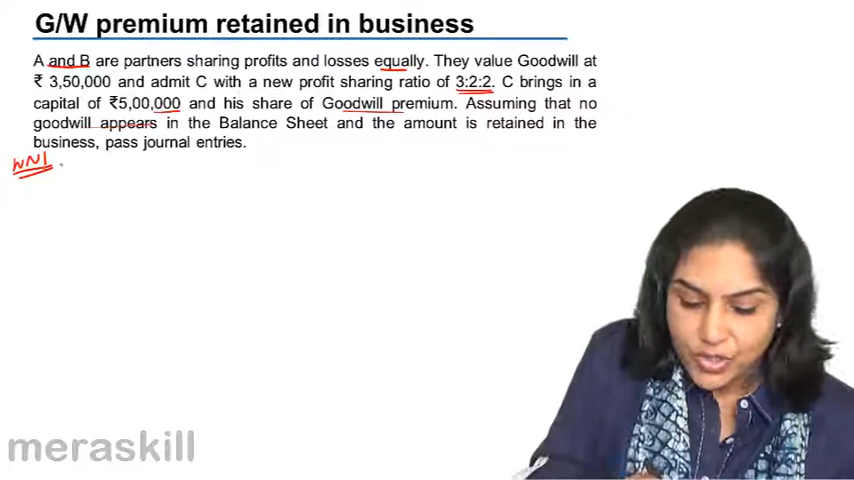 G/W premium retained in business
A and B are partners sharing profits and losses equally. They value Goodwill at
₹ 3,50,000 and admit C with a new profit sharing ratio of 3:2:2. C brings in a
capital of ₹5,00,000 and his share of Goodwill premium. Assuming that no
goodwill appears in the Balance Sheet and the amount is retained in the
business, pass journal entries.
WN1
meraskill